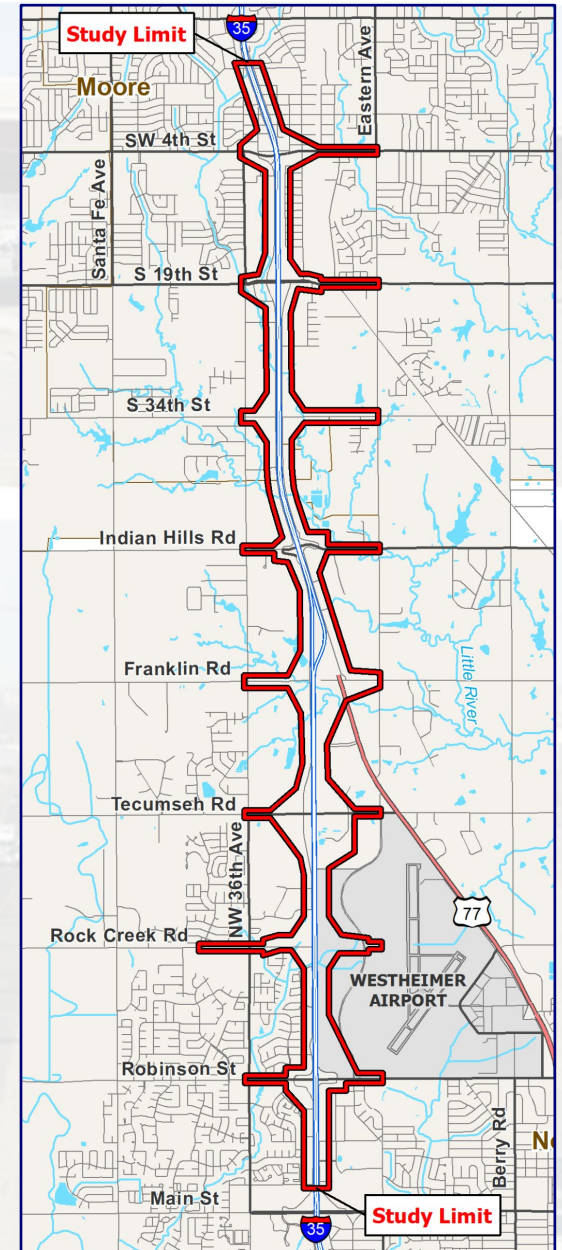 35
Study Limit
Eastern Ave
Moore
SW 4th St
Santa Fe Ave
S 19th St
S 34th St
Indian Hills Rd
Franklin Rd
Little River
Tecumseh Rd
NW 36th Ave
77
Rock Creek Rd
WESTHEIMER
AIRPORT
Robinson St
Berry Rd
Main St
Study Limit
35